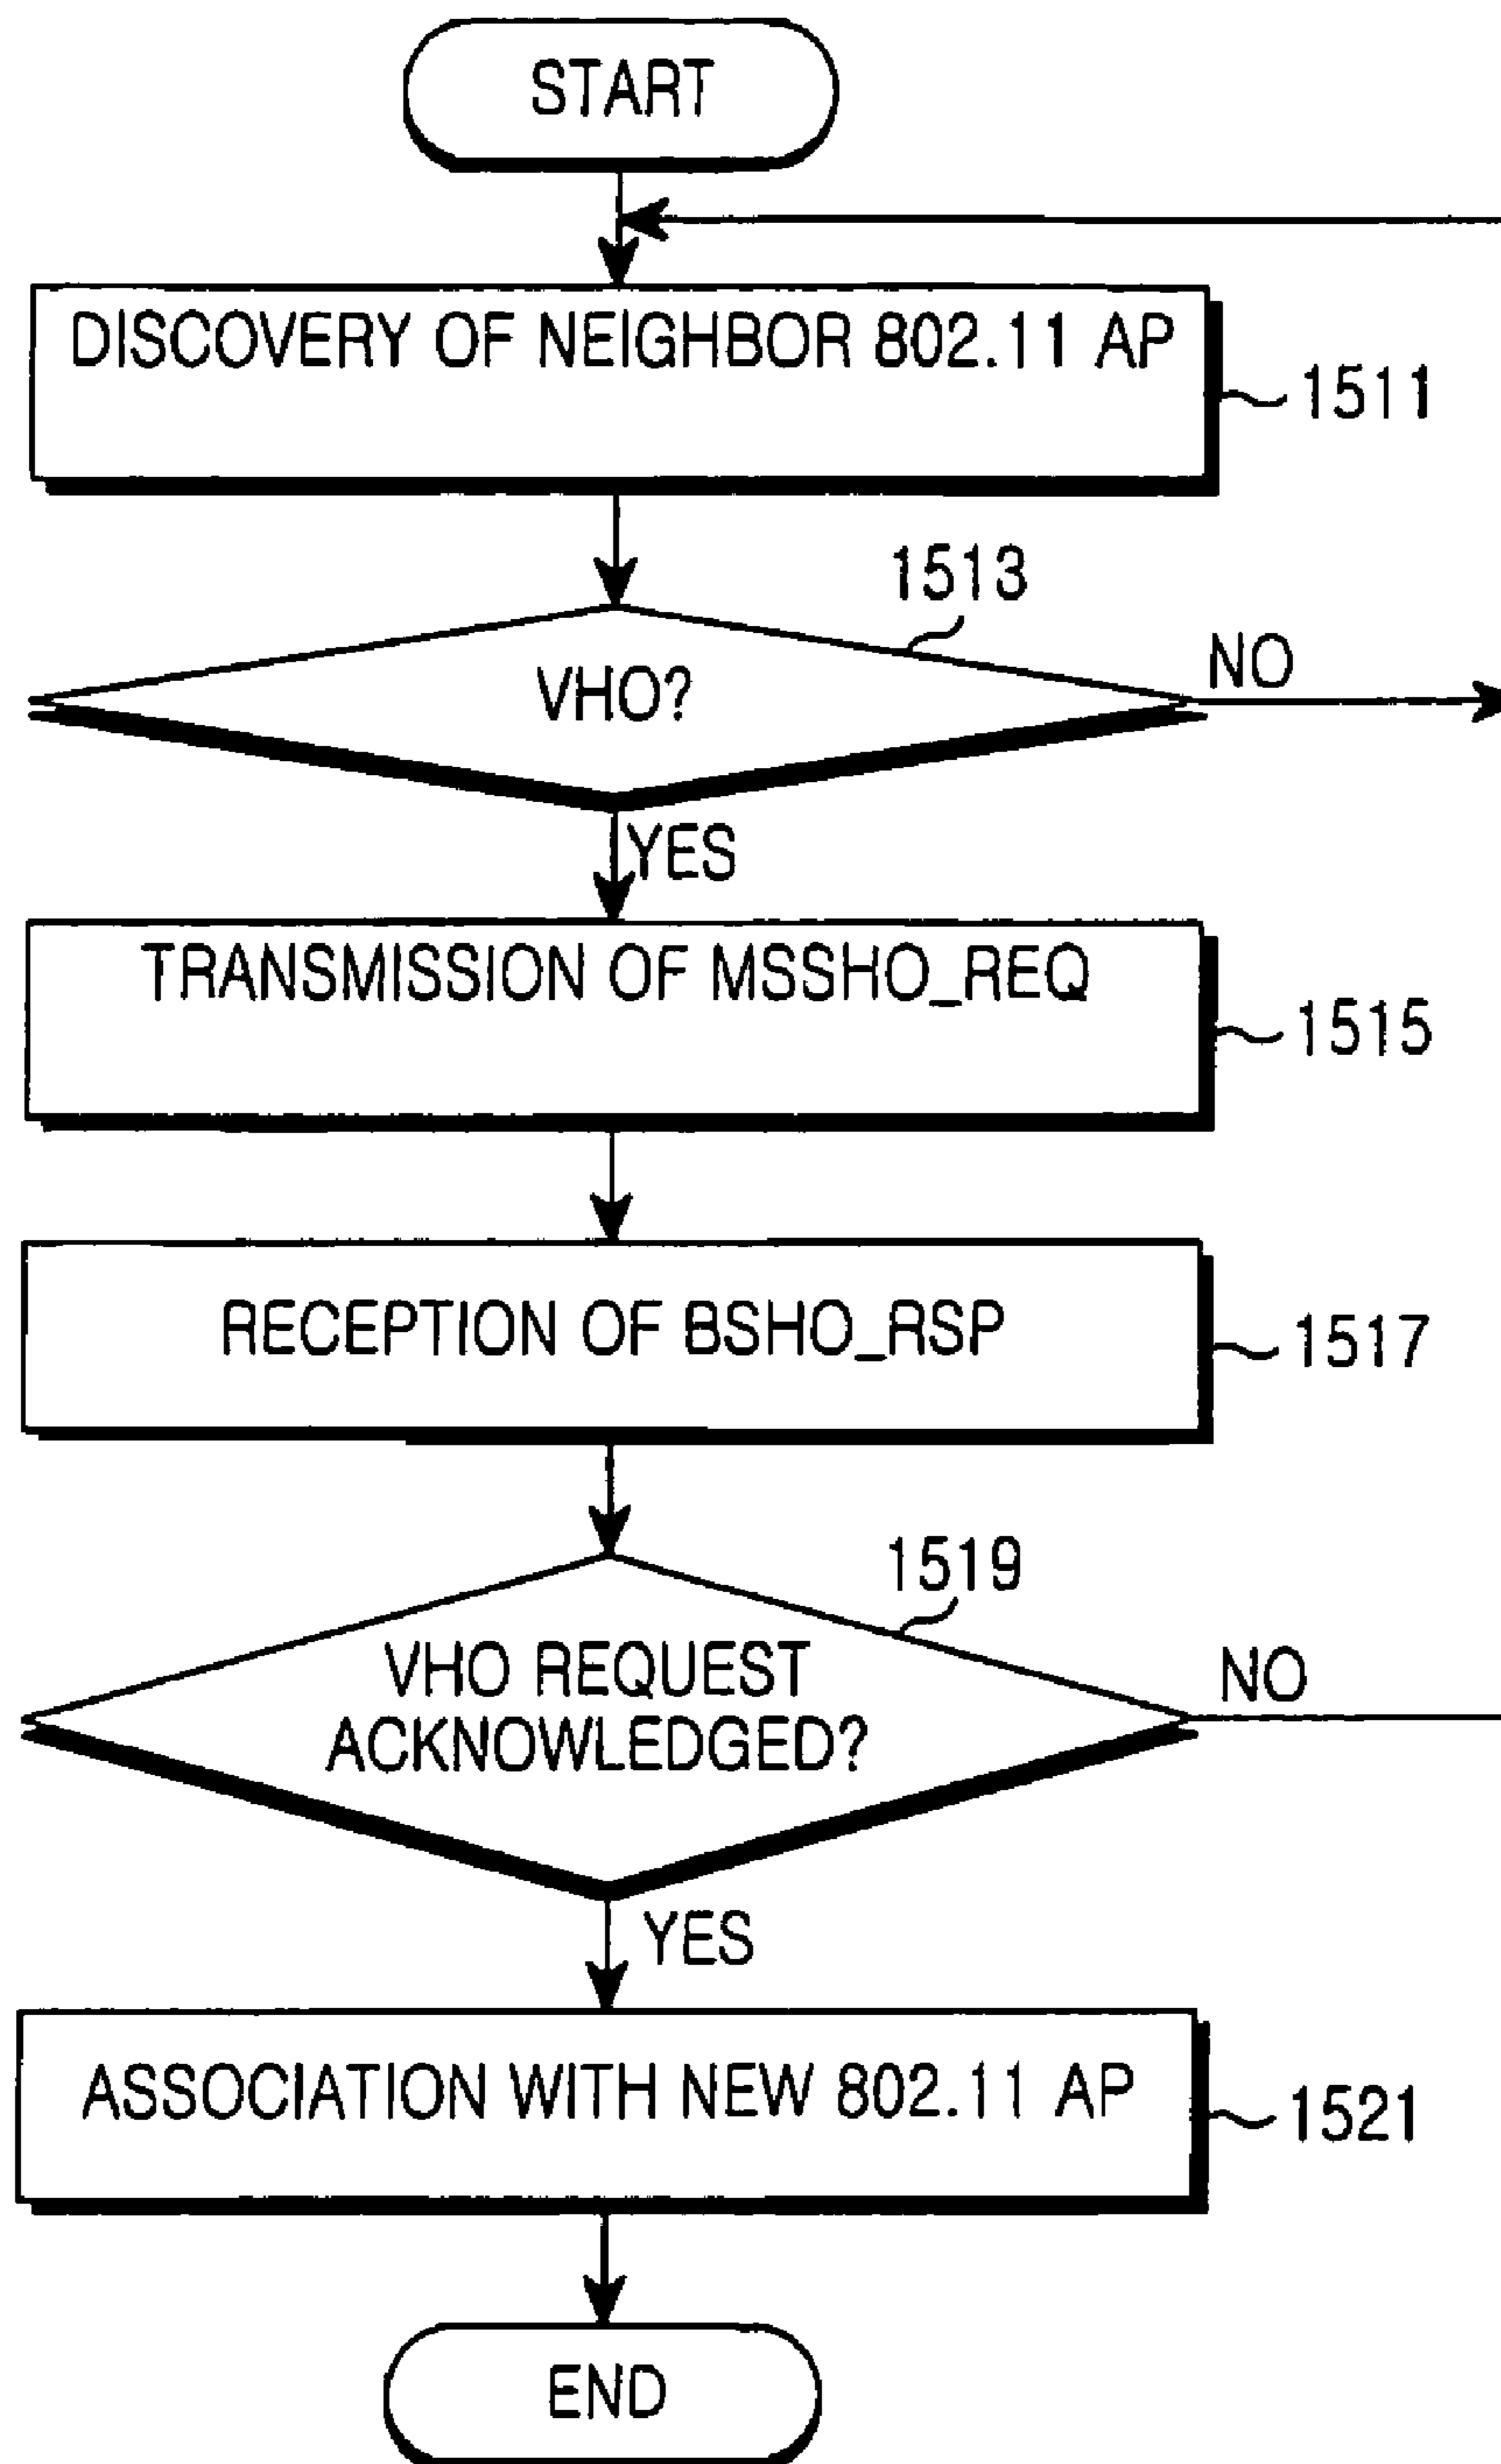 START
DISCOVERY OF NEIGHBOR 802.11 AP
1511
1513
VHO?
NO
YES
TRANSMISSION OF MSSHO_REQ
1515
RECEPTION OF BSHO_RSP
1517
1519
VHO REQUEST
ACKNOWLEDGED?
NO
YES
ASSOCIATION WITH NEW 802.11 AP
1521
END